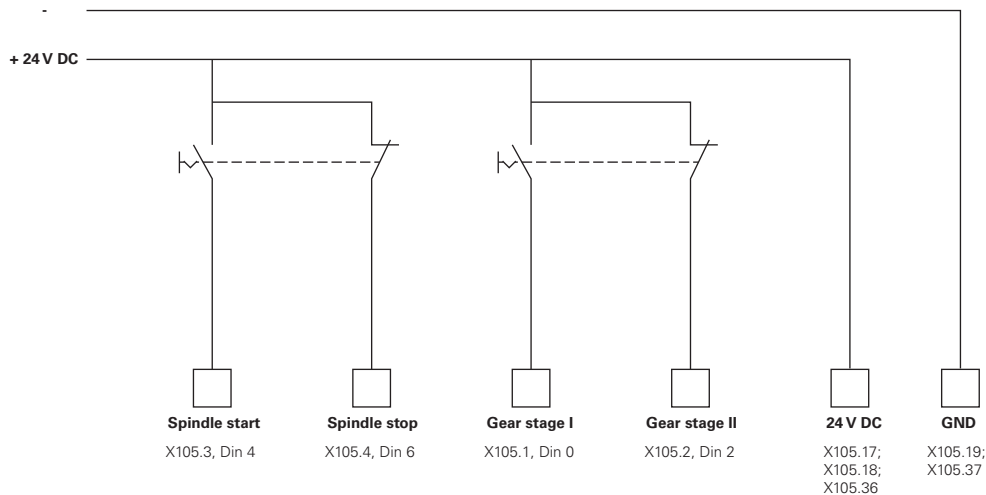 -
+ 24 V DC
Spindle start
X105.3, Din 4
Spindle stop
X105.4, Din 6
Gear stage I
X105.1, Din 0
Gear stage II
X105.2, Din 2
24 V DC
X105.17;
X105.18;
X105.36
GND
X105.19;
X105.37